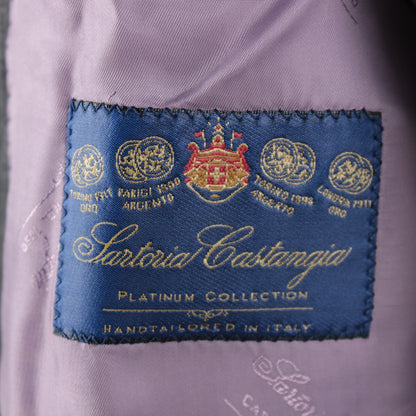 TORINO 1911 PARIGI 1900 TORINO 1898 LONDRA 1911
ORO ARGENTO ARGENTO ORO
Sartoria Castangia
PLATINUM COLLECTION
HANDTAILORED IN ITALY
Sartoria